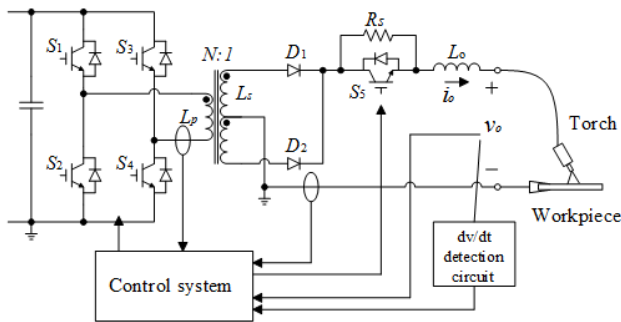 S1
S3
N:1
D1
Rs
Lo
S5
io
+
Ls
Lp
S2
S4
D2
vo
−
Torch
Workpiece
dv/dt
detection
circuit
Control system